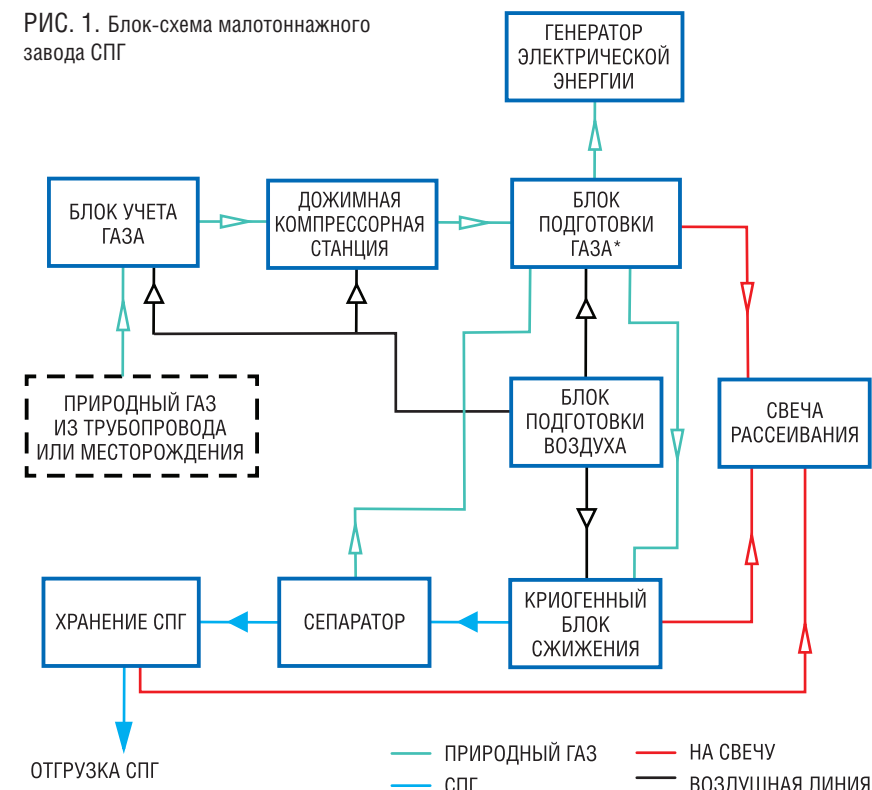 РИС. 1. Блок-схема малотоннажного
завода СПГ
ГЕНЕРАТОР
ЭЛЕКТРИЧЕСКОЙ
ЭНЕРГИИ
БЛОК УЧЕТА
ГАЗА
ДОЖИМНАЯ
КОМПРЕССОРНАЯ
СТАНЦИЯ
БЛОК
ПОДГОТОВКИ
ГАЗА*
ПРИРОДНЫЙ ГАЗ
ИЗ ТРУБОПРОВОДА
ИЛИ МЕСТОРОЖДЕНИЯ
БЛОК
ПОДГОТОВКИ
ВОЗДУХА
СВЕЧА
РАССЕИВАНИЯ
ХРАНЕНИЕ СПГ
СЕПАРАТОР
КРИОГЕННЫЙ
БЛОК
СЖИЖЕНИЯ
ОТГРУЗКА СПГ
ПРИРОДНЫЙ ГАЗ
НА СВЕЧУ
СПГ
ВОЗДУШНАЯ ЛИНИЯ